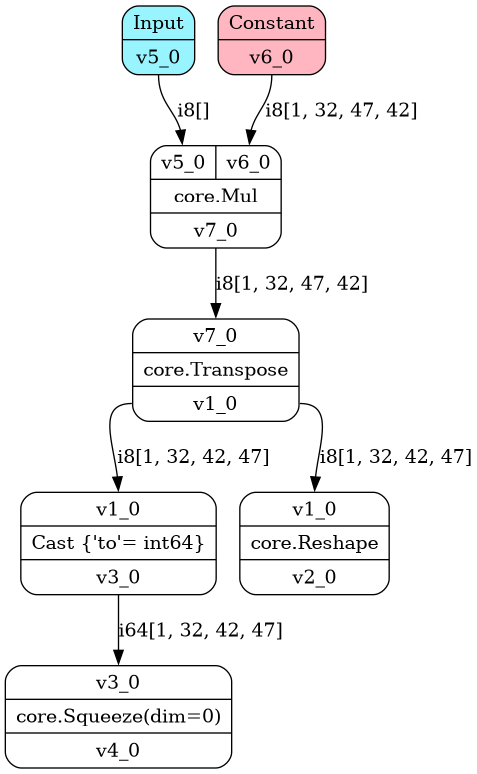 Input
v5_0
Constant
v6_0
i8[]
i8[1, 32, 47, 42]
v5_0 v6_0
core.Mul
v7_0
i8[1, 32, 47, 42]
v7_0
core.Transpose
v1_0
i8[1, 32, 42, 47]
i8[1, 32, 42, 47]
v1_0
Cast {'to'= int64}
v3_0
v1_0
core.Reshape
v2_0
i64[1, 32, 42, 47]
v3_0
core.Squeeze(dim=0)
v4_0